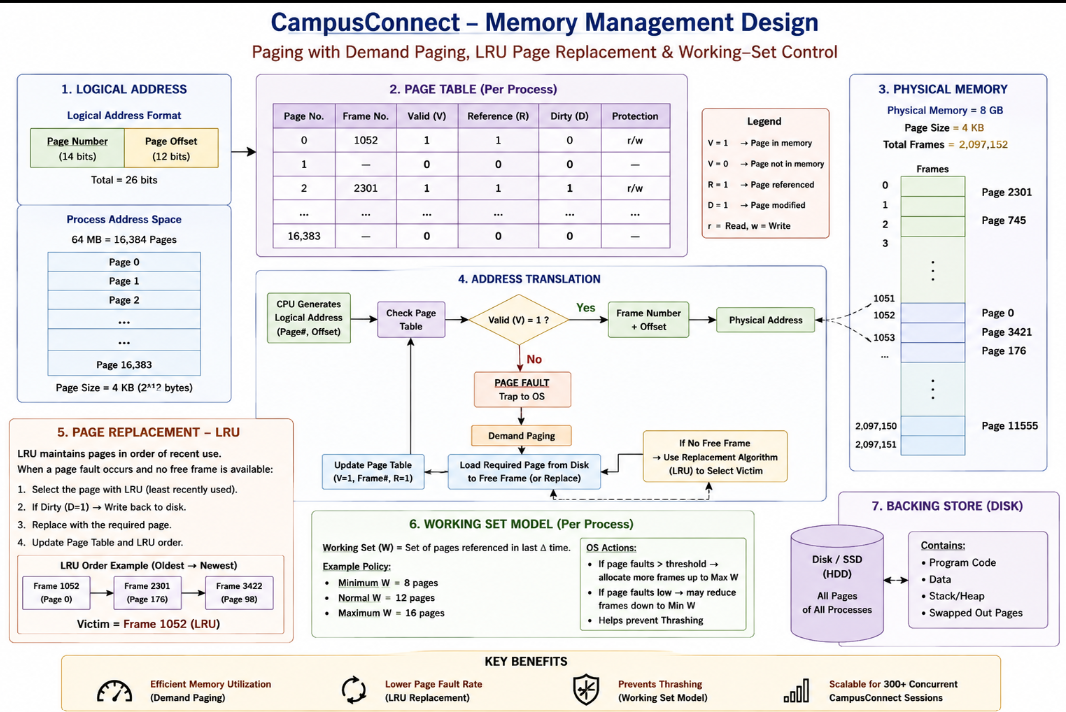 CampusConnect – Memory Management Design
Paging with Demand Paging, LRU Page Replacement & Working–Set Control
1. LOGICAL ADDRESS
Logical Address Format
Page Number
(14 bits)
Page Offset
(12 bits)
Total = 26 bits
Process Address Space
64 MB = 16,384 Pages
Page 0
Page 1
Page 2
...
...
Page 16,383
Page Size = 4 KB (2^12 bytes)
2. PAGE TABLE (Per Process)
Page No. Frame No. Valid (V) Reference (R) Dirty (D) Protection
0 1052 1 1 0 r/w
1 — 0 0 0 —
2 2301 1 1 1 r/w
... ... ... ... ...
16,383 — 0 0 0 —
Legend
V = 1 → Page in memory
V = 0 → Page not in memory
R = 1 → Page referenced
D = 1 → Page modified
r = Read, w = Write
3. PHYSICAL MEMORY
Physical Memory = 8 GB
Page Size = 4 KB
Total Frames = 2,097,152
Frames
0
1
2
3
1051
1052
1053
...
2,097,150
2,097,151
Page 2301
Page 745
Page 0
Page 3421
Page 176
Page 11555
4. ADDRESS TRANSLATION
CPU Generates
Logical Address
(Page#, Offset)
Check Page
Table
Valid (V) = 1 ?
Yes
Frame Number
+ Offset
Physical Address
No
PAGE FAULT
Trap to OS
Demand Paging
Load Required Page from Disk
to Free Frame (or Replace)
Update Page Table
(V=1, Frame#, R=1)
If No Free Frame
→ Use Replacement Algorithm
(LRU) to Select Victim
5. PAGE REPLACEMENT – LRU
LRU maintains pages in order of recent use.
When a page fault occurs and no free frame is available:
1. Select the page with LRU (least recently used).
2. If Dirty (D=1) → Write back to disk.
3. Replace with the required page.
4. Update Page Table and LRU order.
LRU Order Example (Oldest → Newest)
Frame 1052
(Page 0)
Frame 2301
(Page 176)
Frame 3422
(Page 98)
Victim = Frame 1052 (LRU)
6. WORKING SET MODEL (Per Process)
Working Set (W) = Set of pages referenced in last Δ time.
Example Policy:
• Minimum W = 8 pages
• Normal W = 12 pages
• Maximum W = 16 pages
OS Actions:
• If page faults > threshold →
allocate more frames up to Max W
• If page faults low → may reduce
frames down to Min W
• Helps prevent Thrashing
7. BACKING STORE (DISK)
Disk / SSD
(HDD)
All Pages
of All Processes
Contains:
• Program Code
• Data
• Stack/Heap
• Swapped Out Pages
KEY BENEFITS
Efficient Memory Utilization
(Demand Paging)
Lower Page Fault Rate
(LRU Replacement)
Prevents Thrashing
(Working Set Model)
Scalable for 300+ Concurrent
CampusConnect Sessions